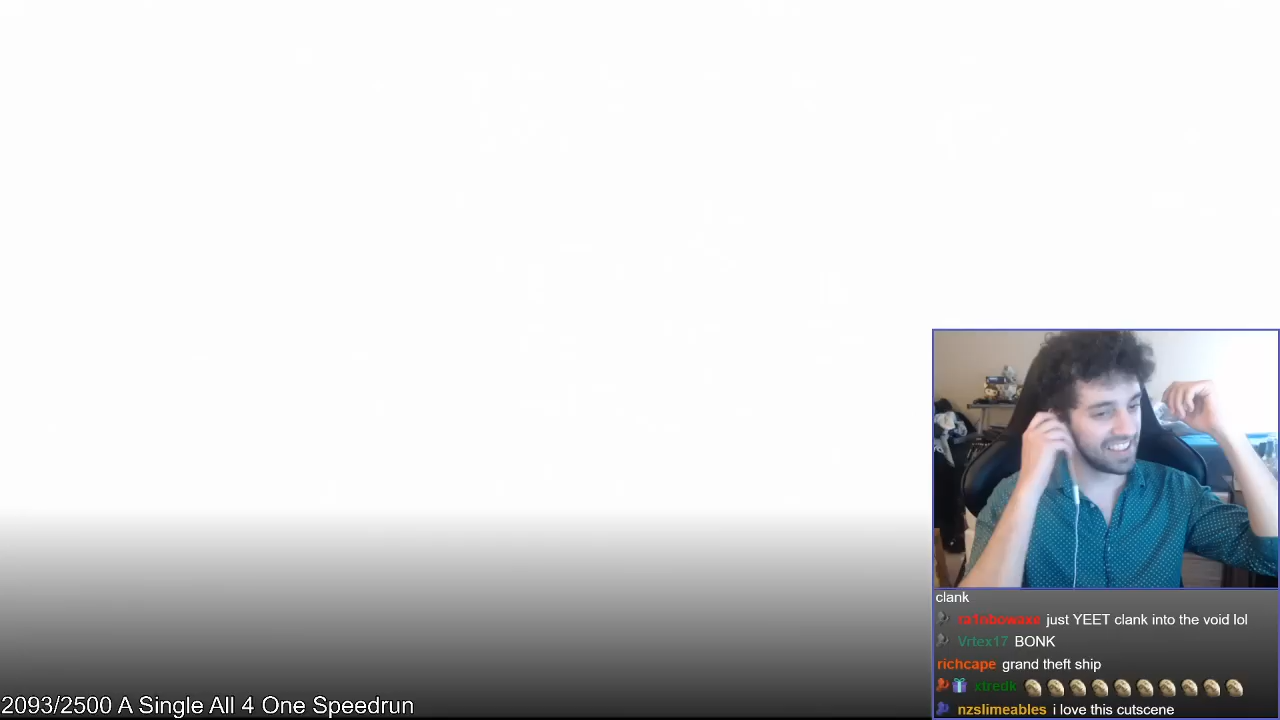 clank
ra1nbowaxe just YEET clank into the void lol
Vrtex17 BONK
richcape grand theft ship
xtredk
nzslimeables i love this cutscene
2093/2500 A Single All 4 One Speedrun